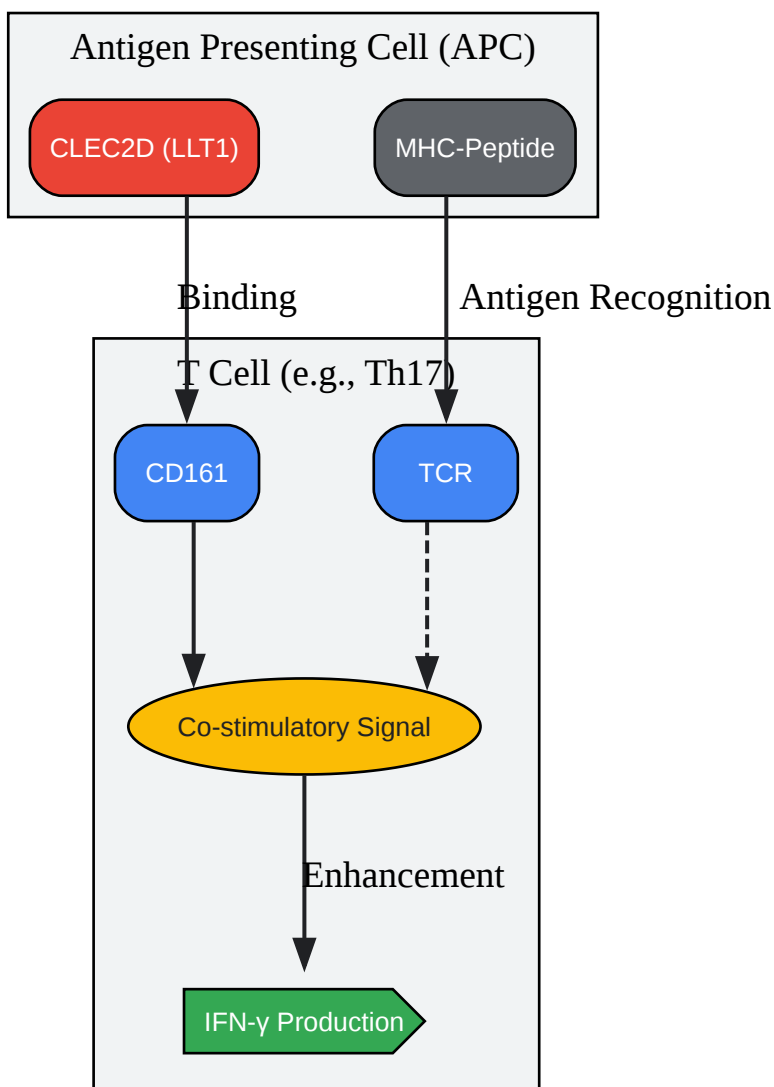 Antigen Presenting Cell (APC)
CLEC2D (LLT1)
MHC-Peptide
Binding
Antigen Recognition
T Cell (e.g., Th17)
CD161
TCR
Co-stimulatory Signal
Enhancement
IFN-γ Production